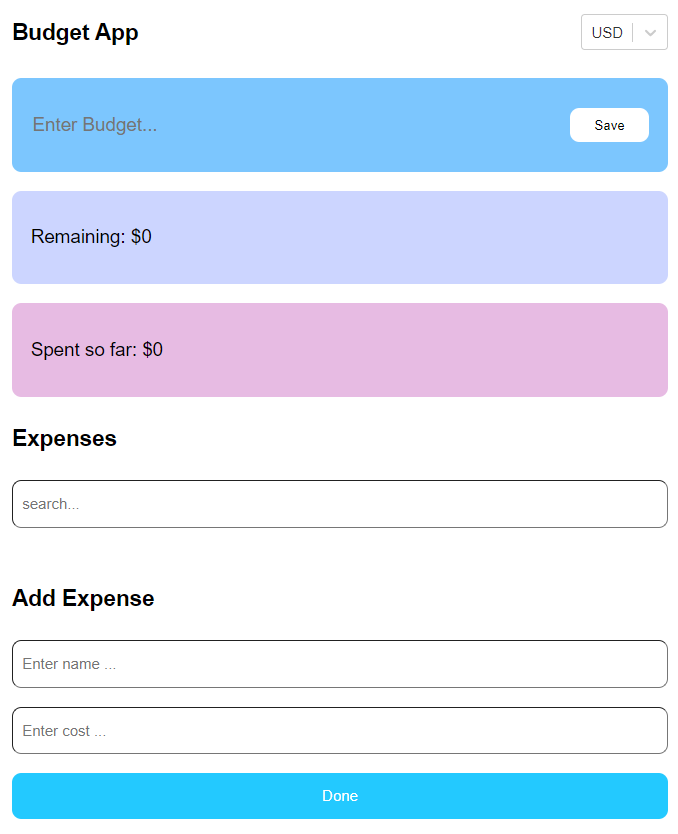 Budget App
USD
Enter Budget...
Save
Remaining: $0
Spent so far: $0
Expenses
search...
Add Expense
Enter name ...
Enter cost ...
Done